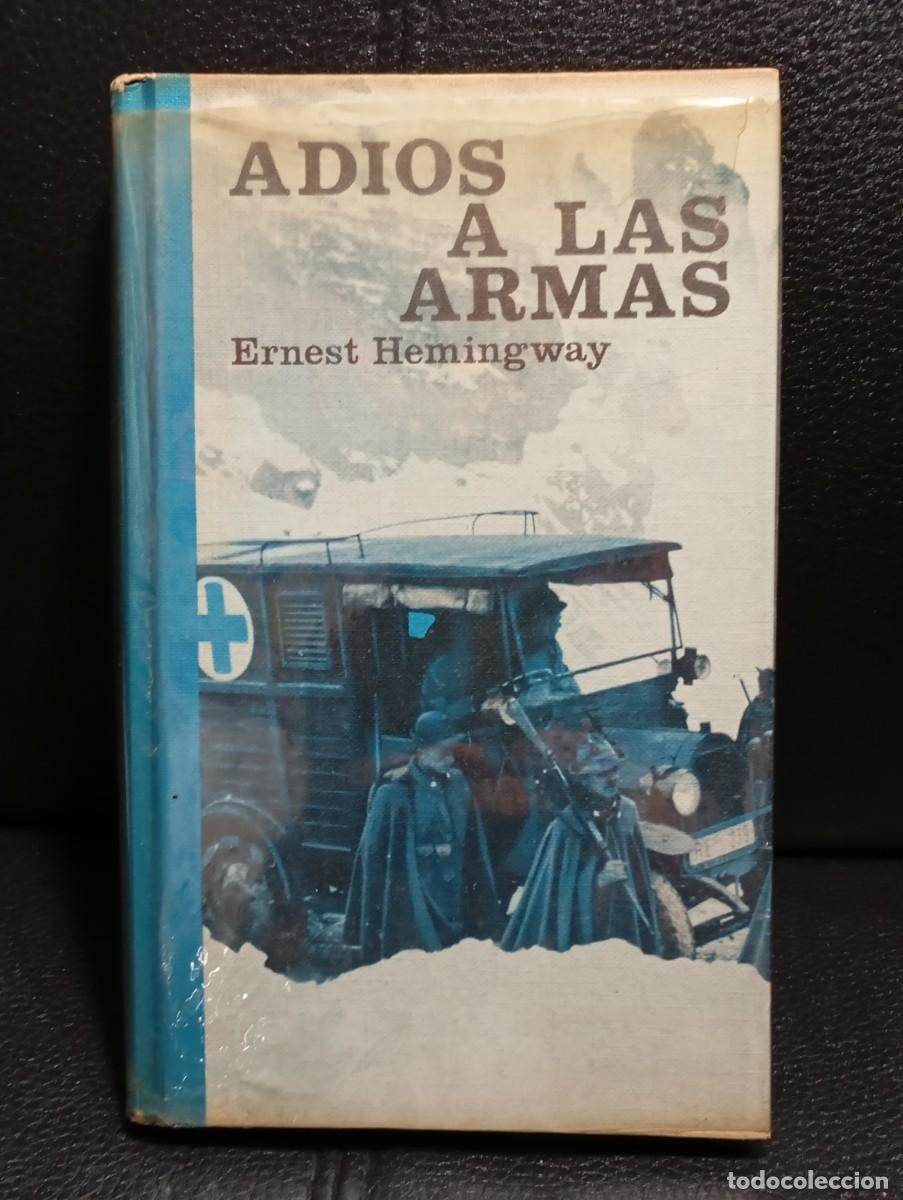 ADIOS
A LAS
ARMAS
Ernest Hemingway
todocoleccion